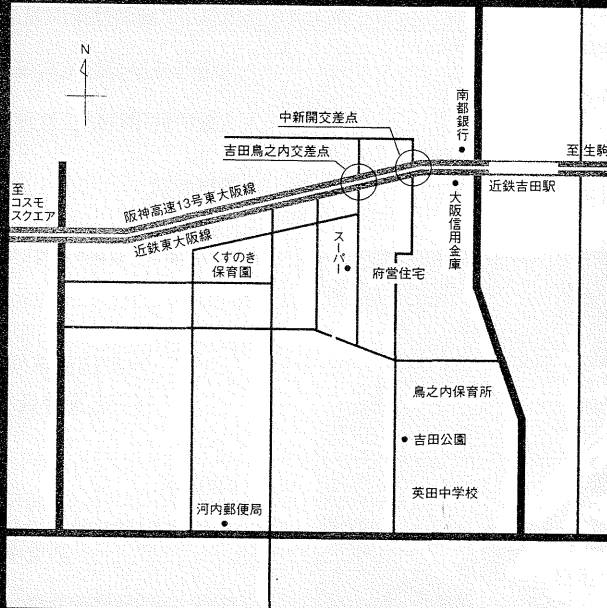 N
中新開交差点
吉田鳥之内交差点
南都銀行
至生駒
至
コスモ
スクエア
阪神高速13号東大阪線
近鉄東大阪線
近鉄吉田駅
大阪信用金庫
くすのき
保育園
スーパー
府営住宅
鳥之内保育所
吉田公園
英田中学校
河内郵便局